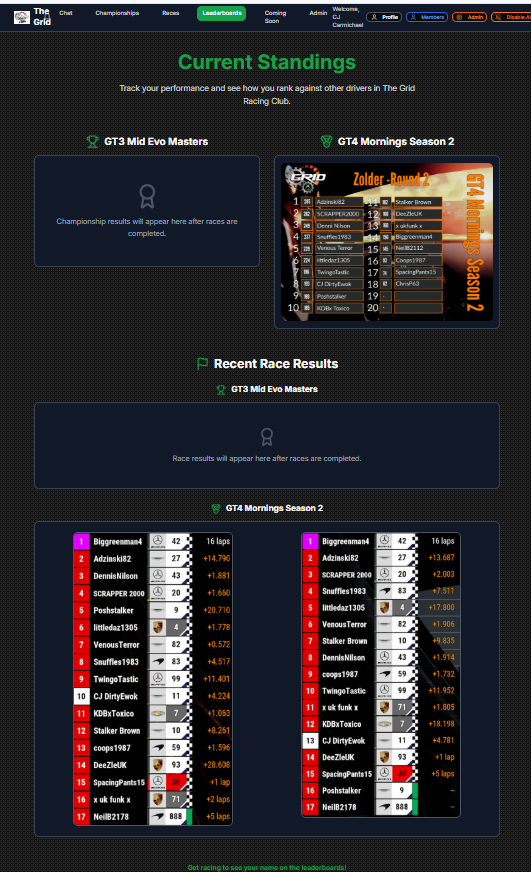 The Grid
Chat
Championships
Races
Leaderboards
Coming Soon
Admin
Welcome, CJ Carmichael
Profile
Members
Admin
Disable Al
Current Standings
Track your performance and see how you rank against other drivers in The Grid
Racing Club.
GT3 Mid Evo Masters
Championship results will appear here after races are
completed.
GT4 Mornings Season 2
GRID
Zolder -Round 2
GT4 Mornings Season 2
1 Adzinski82
2 SCRAPPER2000
3 Denni Nilson
4 Snuffles1983
5 VenousTerror
6 littledaz1305
7 TwingoTastic
8 CJ DirtyEwok
9 Poshstalker
10 KDBx Toxico
11 Stalker Brown
12 DeeZleUK
13 x ukfunk x
14 Biggreenman4
15 NeilB2112
16 Coops1987
17 SpacingPants15
18 ChrisP63
19 -
20 -
Recent Race Results
GT3 Mid Evo Masters
Race results will appear here after races are completed.
GT4 Mornings Season 2
1 Biggreenman4 42 16 laps
2 Adzinski82 27 +14.790
3 DennisNilson 43 +1.881
4 SCRAPPER 2000 20 +1.660
5 Poshstalker 9 +20.710
6 littledaz1305 4 +1.778
7 VenousTerror 82 +0.572
8 Snuffles1983 83 +4.517
9 TwingoTastic 99 +11.401
10 CJ DirtyEwok 11 +4.224
11 KDBxToxico 7 +1.053
12 Stalker Brown 10 +8.261
13 coops1987 59 +1.596
14 DeeZleUK 93 +28.608
15 SpacingPants15 30 +1 lap
16 x uk funk x 71 +2 laps
17 NeilB2178 888 +5 laps
1 Biggreenman4 42 16 laps
2 Adzinski82 27 +13.687
3 SCRAPPER 2000 20 +2.003
4 Snuffles1983 83 +7.511
5 littledaz1305 4 +17.800
6 VenousTerror 82 +1.906
7 Stalker Brown 10 +9.835
8 DennisNilson 43 +1.914
9 coops1987 59 +1.732
10 TwingoTastic 99 +11.952
11 x uk funk x 71 +1.805
12 KDBxToxico 7 +18.198
13 CJ DirtyEwok 11 +4.781
14 DeeZleUK 93 +1 lap
15 SpacingPants15 30 +5 laps
16 Poshstalker 9 --
17 NeilB2178 888 --
Get racing to see your name on the leaderboards!